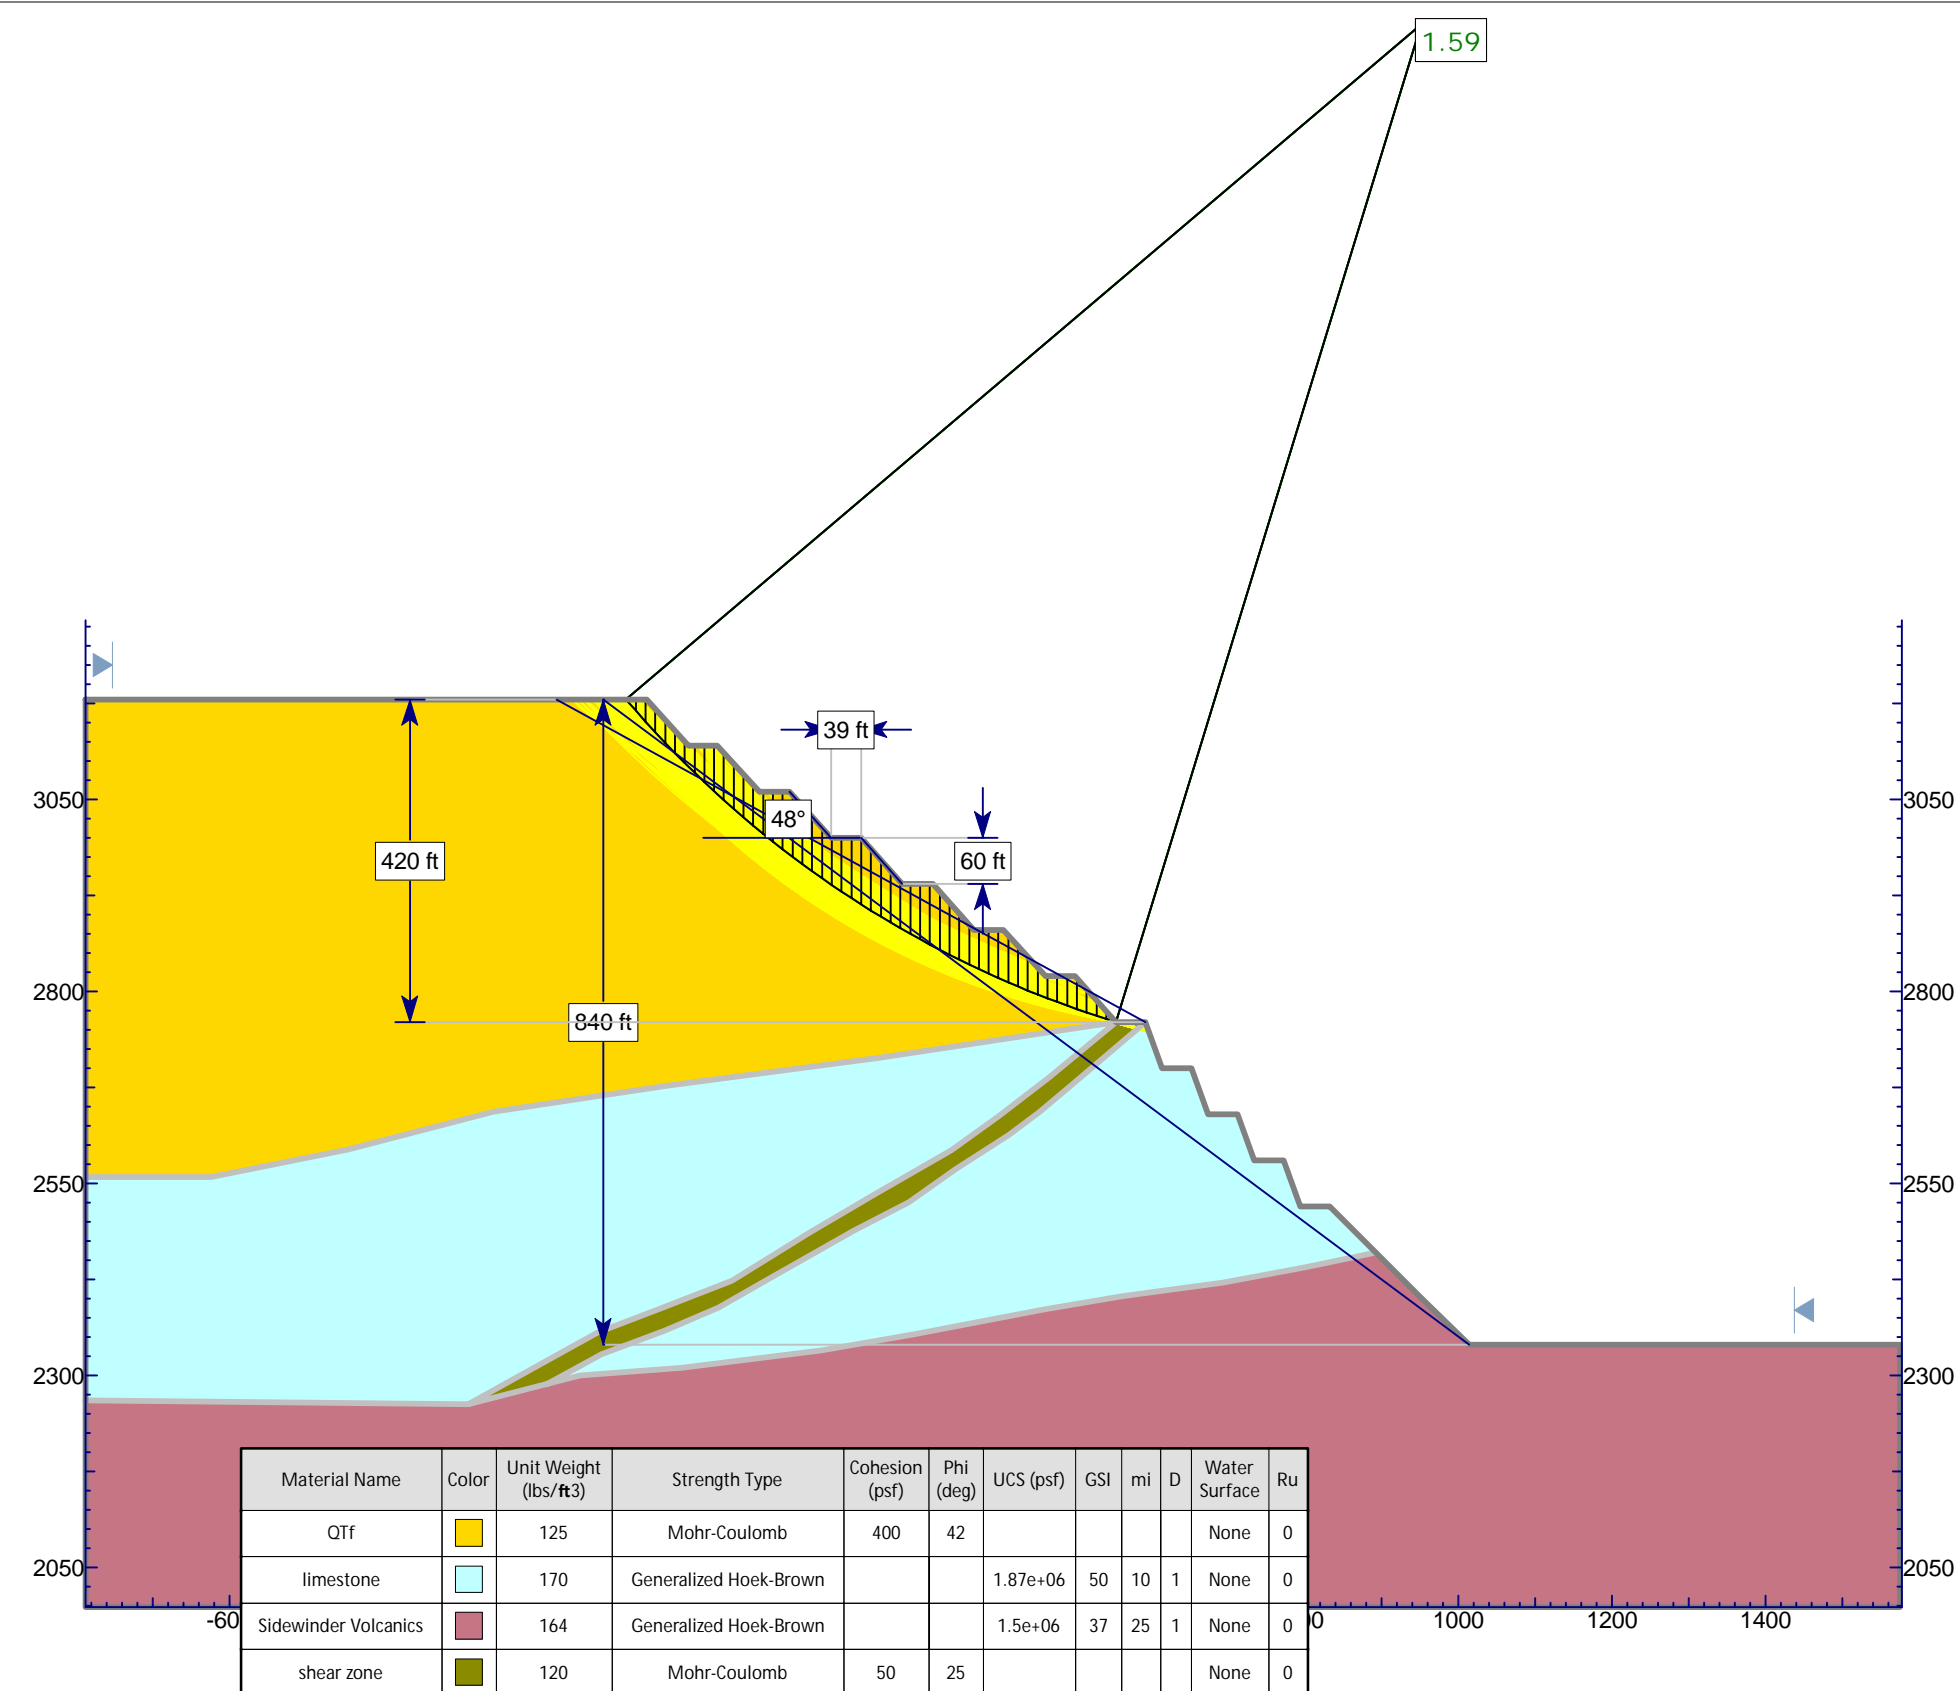 1.59
39 ft
3050
3050
48°
420 ft
60 ft
2800
2800
840 ft
2550
2550
2300
2300
Material Name Color Unit Weight (lbs/ft3) Strength Type Cohesion (psf) Phi (deg) UCS (psf) GSI mi D Water Surface Ru
QTf 125 Mohr-Coulomb 400 42 None 0
2050
2050
limestone 170 Generalized Hoek-Brown 1.87e+06 50 10 1 None 0
-60
1000 1200 1400
Sidewinder Volcanics 164 Generalized Hoek-Brown 1.5e+06 37 25 1 None 0
shear zone 120 Mohr-Coulomb 50 25 None 0